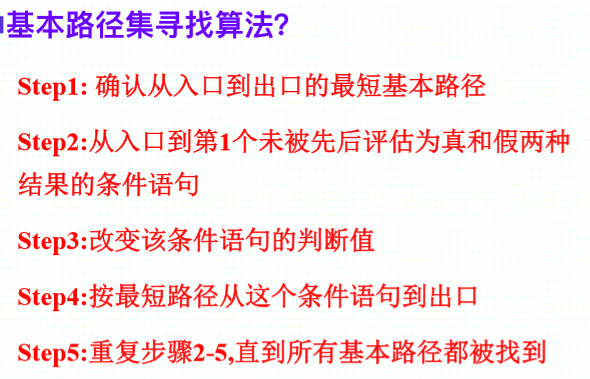 基本路径集寻找算法?
Step1: 确认从入口到出口的最短基本路径
Step2:从入口到第1个未被先后评估为真和假两种
结果的条件语句
Step3:改变该条件语句的判断值
Step4:按最短路径从这个条件语句到出口
Step5:重复步骤2-5,直到所有基本路径都被找到